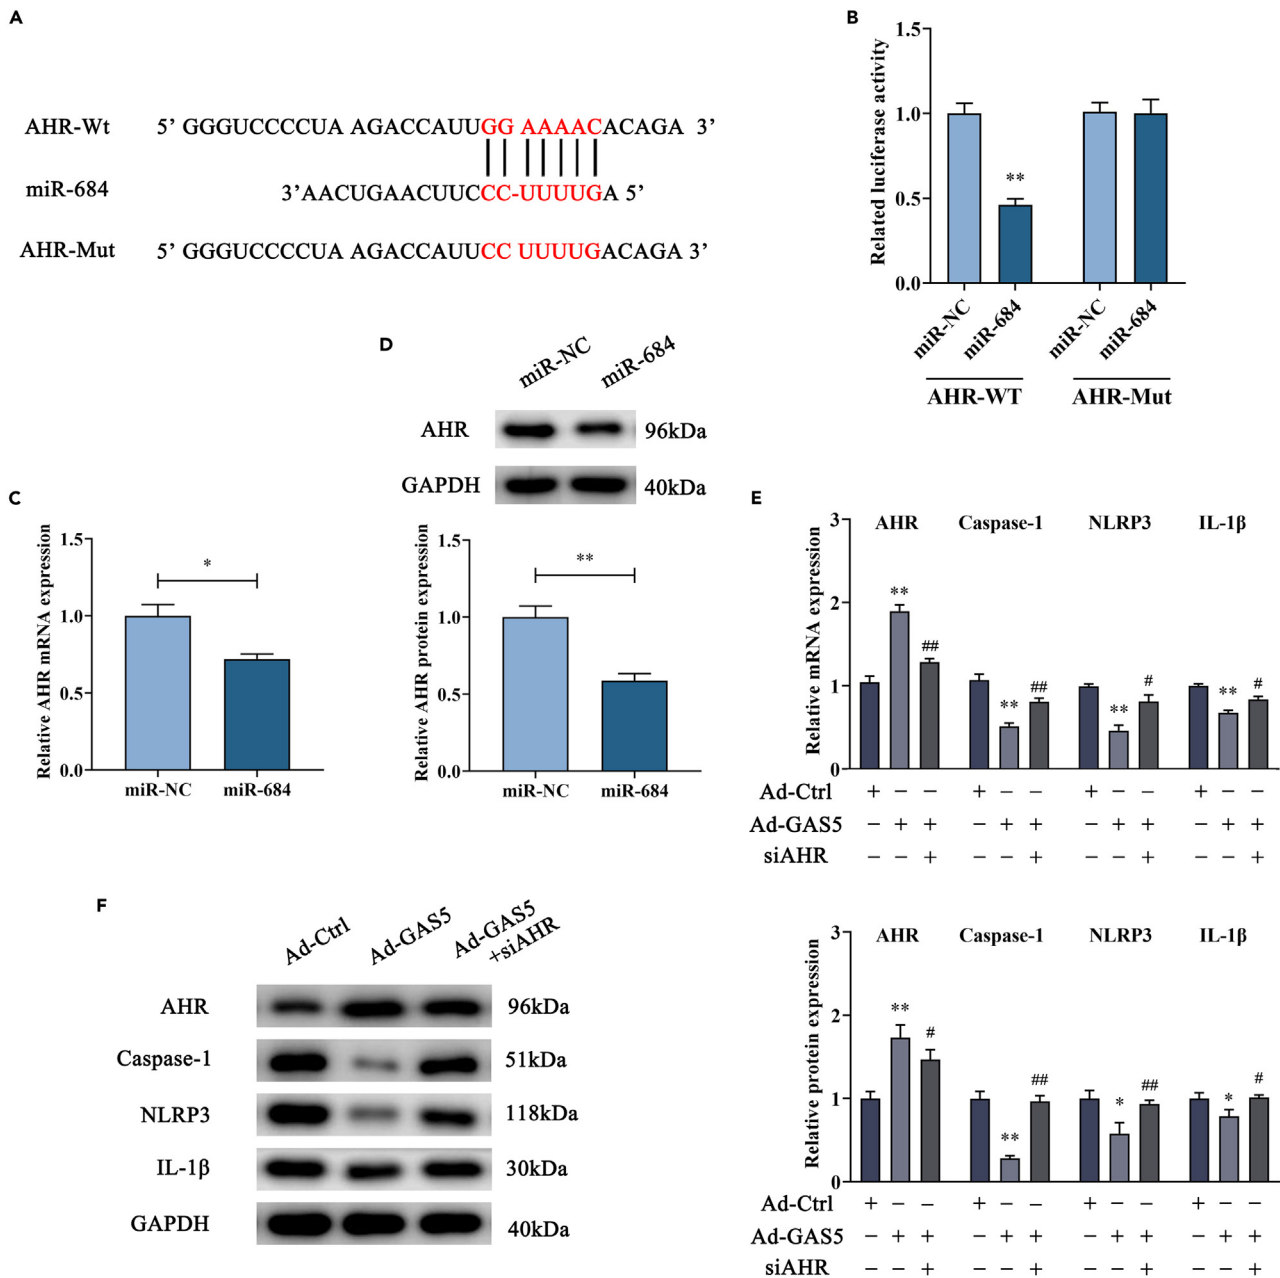 A
AHR-Wt 5’ GGGUCCCCUA AGACCAUUGG AAAACACAGA 3’
miR-684 3’AACUGAACUUCCC-UUUUGA 5’
AHR-Mut 5’ GGGUCCCCUA AGACCAUUCC UUUUGACAGA 3’
B
Related luciferase activity
1.5
1.0
0.5
0.0
**
miR-NC miR-684 miR-NC miR-684
AHR-WT AHR-Mut
C
Relative AHR mRNA expression
1.5
1.0
0.5
0.0
*
miR-NC miR-684
D
miR-NC miR-684
AHR 96kDa
GAPDH 40kDa
Relative AHR protein expression
1.5
1.0
0.5
0.0
**
miR-NC miR-684
E
Relative mRNA expression
3
2
1
0
AHR Caspase-1 NLRP3 IL-1β
** ## ** ## ** # ** #
Ad-Ctrl + − − + − − + − − + − −
Ad-GAS5 − + + − + + − + + − + +
siAHR − − + − − + − − + − − +
F
Ad-Ctrl Ad-GAS5 Ad-GAS5
+siAHR
AHR 96kDa
Caspase-1 51kDa
NLRP3 118kDa
IL-1β 30kDa
GAPDH 40kDa
Relative protein expression
3
2
1
0
AHR Caspase-1 NLRP3 IL-1β
** # ** ## * ## * #
Ad-Ctrl + − − + − − + − − + − −
Ad-GAS5 − + + − + + − + + − + +
siAHR − − + − − + − − + − − +